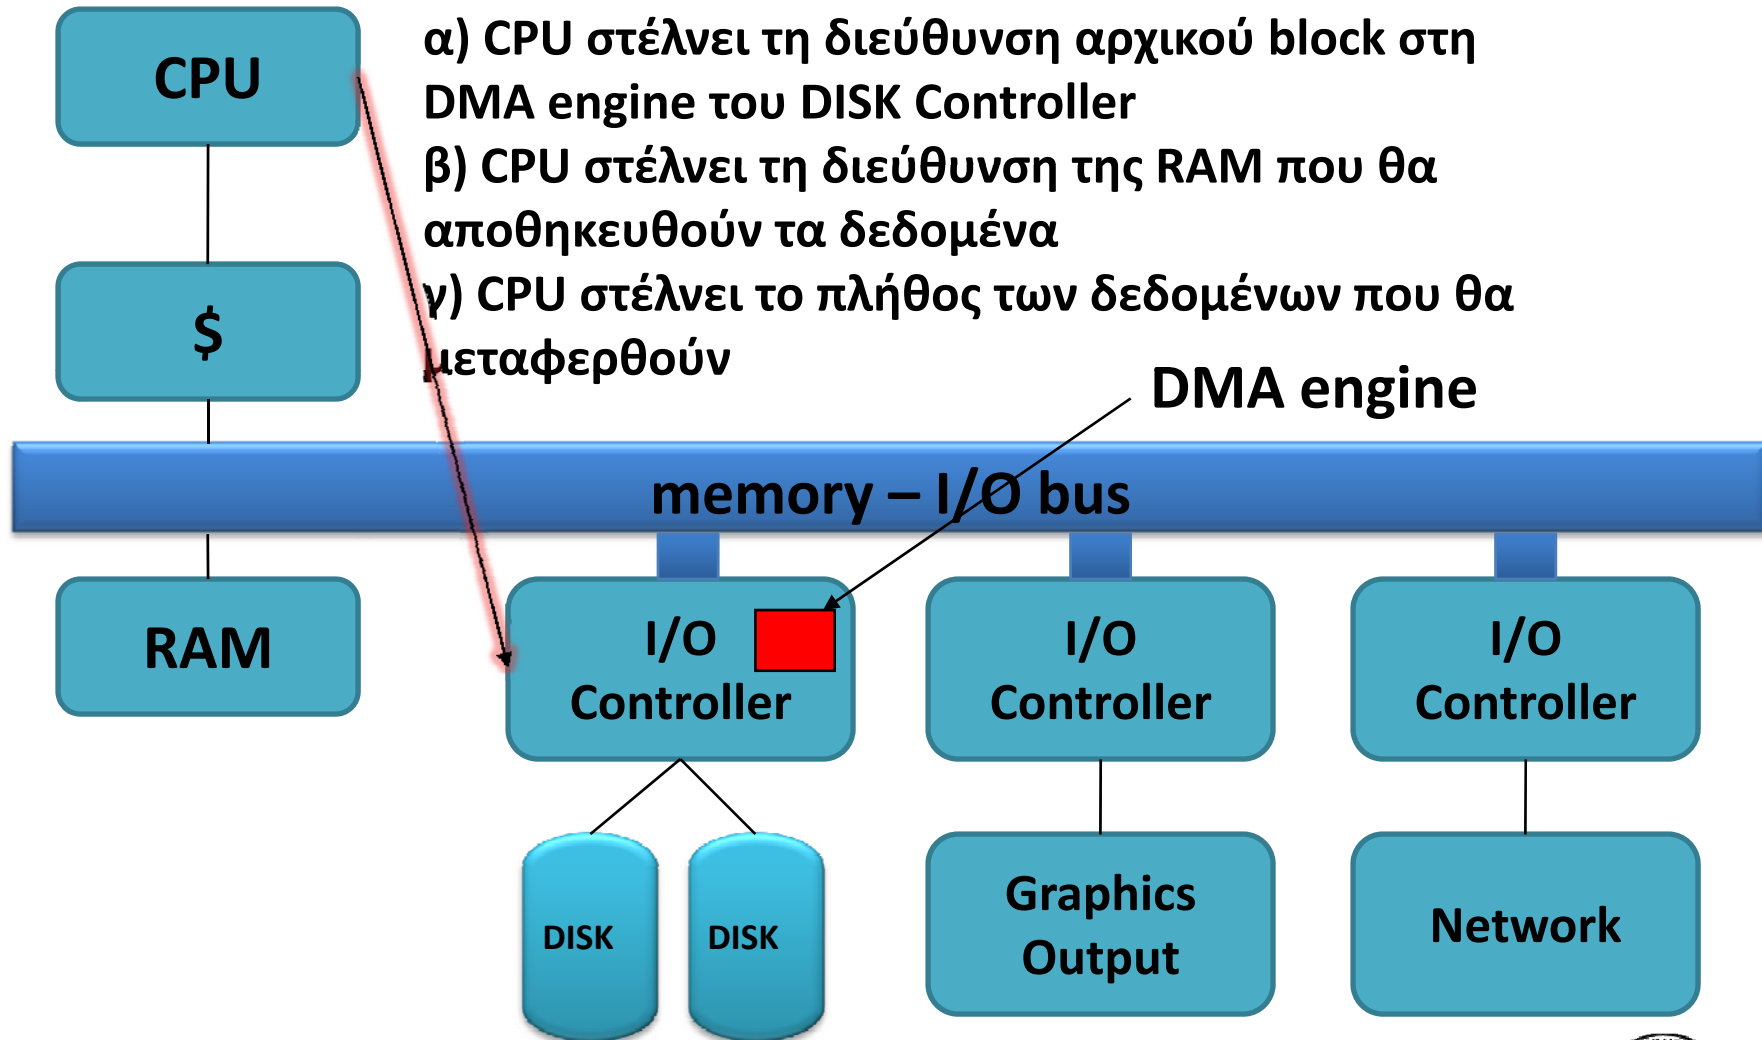 CPU
α) CPU στέλνει τη διεύθυνση αρχικού block στη
DMA engine του DISK Controller
β) CPU στέλνει τη διεύθυνση της RAM που θα
αποθηκευθούν τα δεδομένα
γ) CPU στέλνει το πλήθος των δεδομένων που θα
μεταφερθούν
$
DMA engine
memory – I/O bus
RAM
I/O
Controller
I/O
Controller
I/O
Controller
DISK
DISK
Graphics
Output
Network